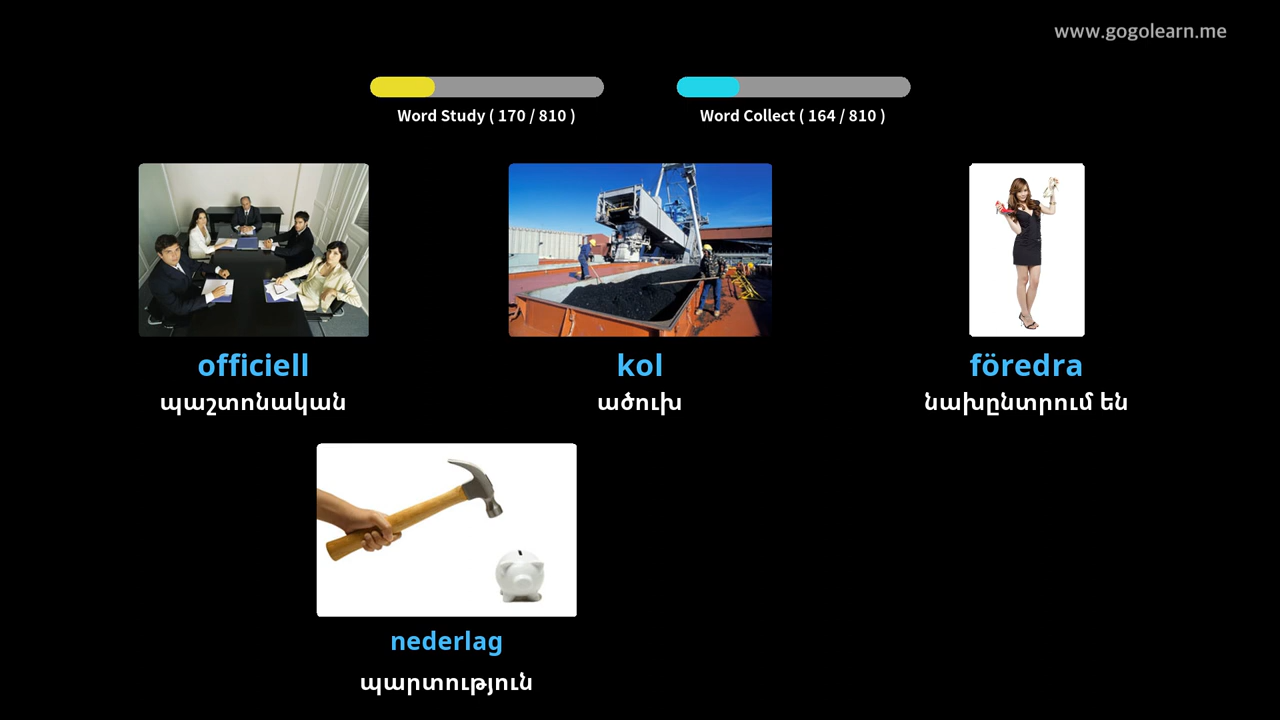 www.gogolearn.me
Word Study ( 170 / 810 )
Word Collect ( 164 / 810 )
officiell
պաշտոնական
kol
ածուխ
föredra
նախընտրում են
nederlag
պարտություն